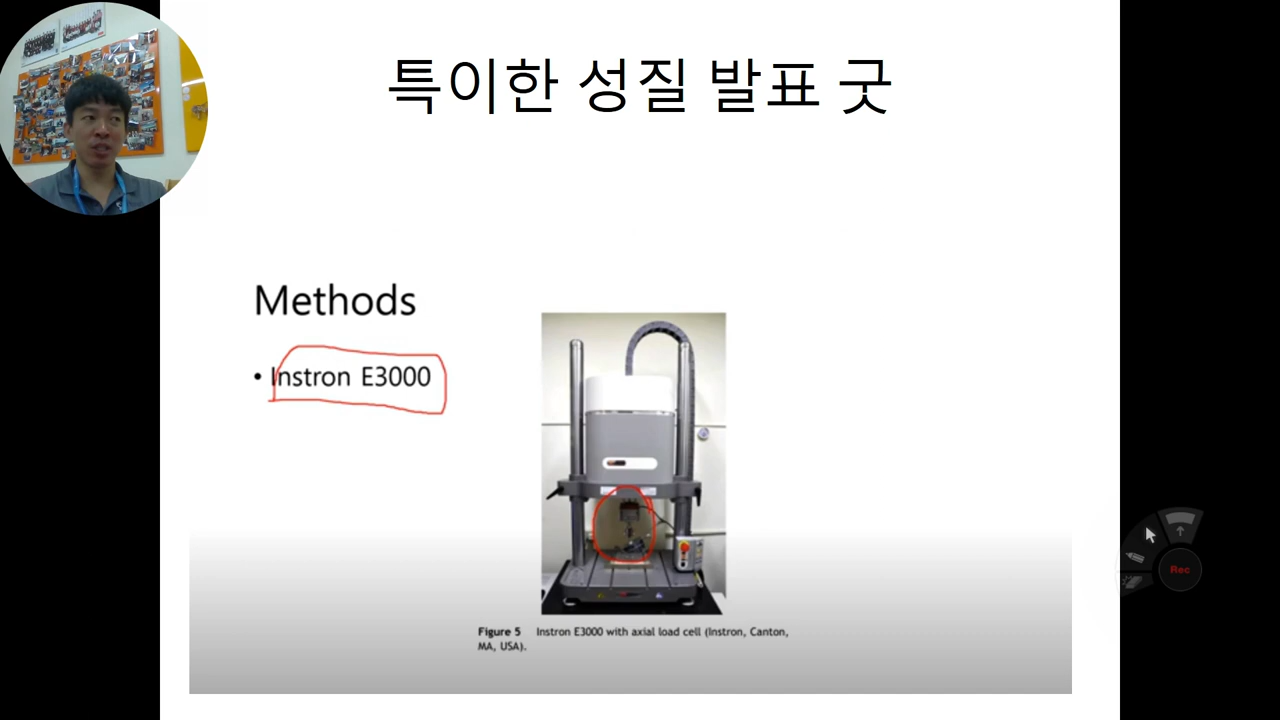 특이한 성질 발표 굿
Methods
• Instron E3000
Figure 5 Instron E3000 with axial load cell (Instron, Canton,
MA, USA).
Rec